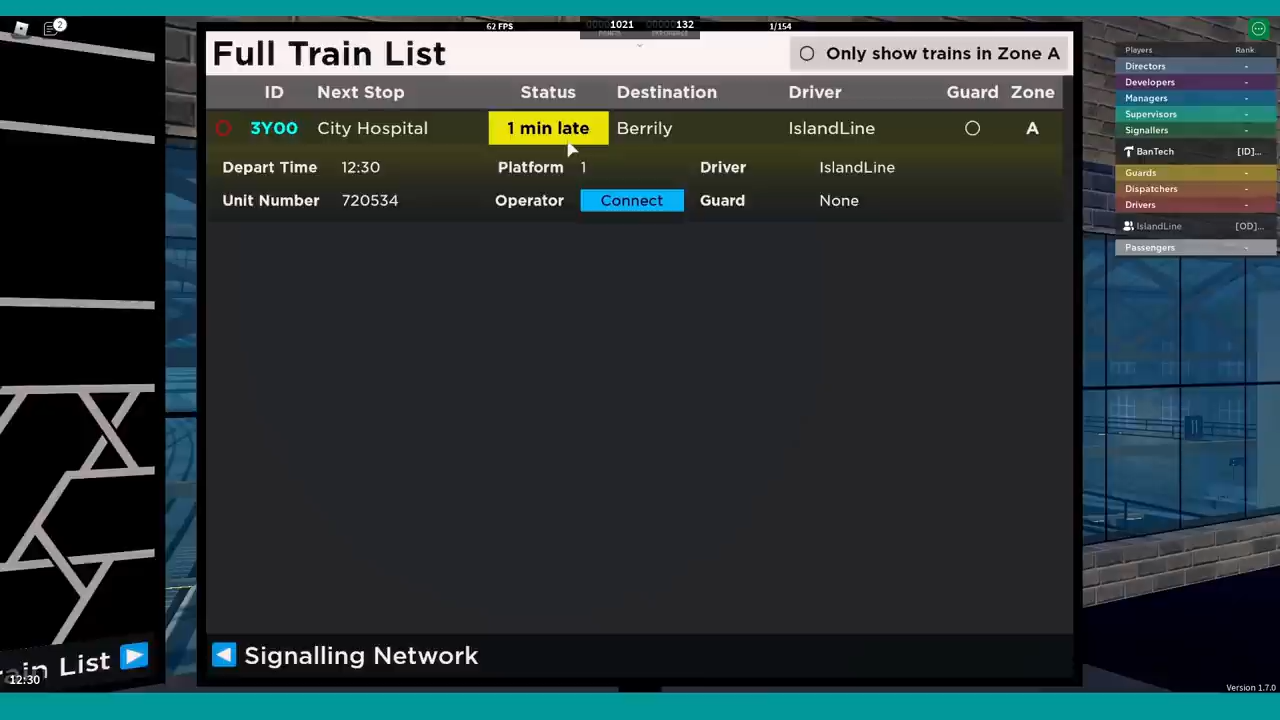 2
62 FPS
1021
132
1/154
Full Train List
Only show trains in Zone A
ID Next Stop Status Destination Driver Guard Zone
3Y00 City Hospital 1 min late Berrily IslandLine A
Depart Time 12:30 Platform 1 Driver IslandLine
Unit Number 720534 Operator Connect Guard None
Signalling Network
ain List
12:30
Players Rank
Directors -
Developers -
Managers -
Supervisors -
Signallers -
BanTech [ID]...
Guards -
Dispatchers -
Drivers -
IslandLine [OD]...
Passengers -
Version 1.7.0